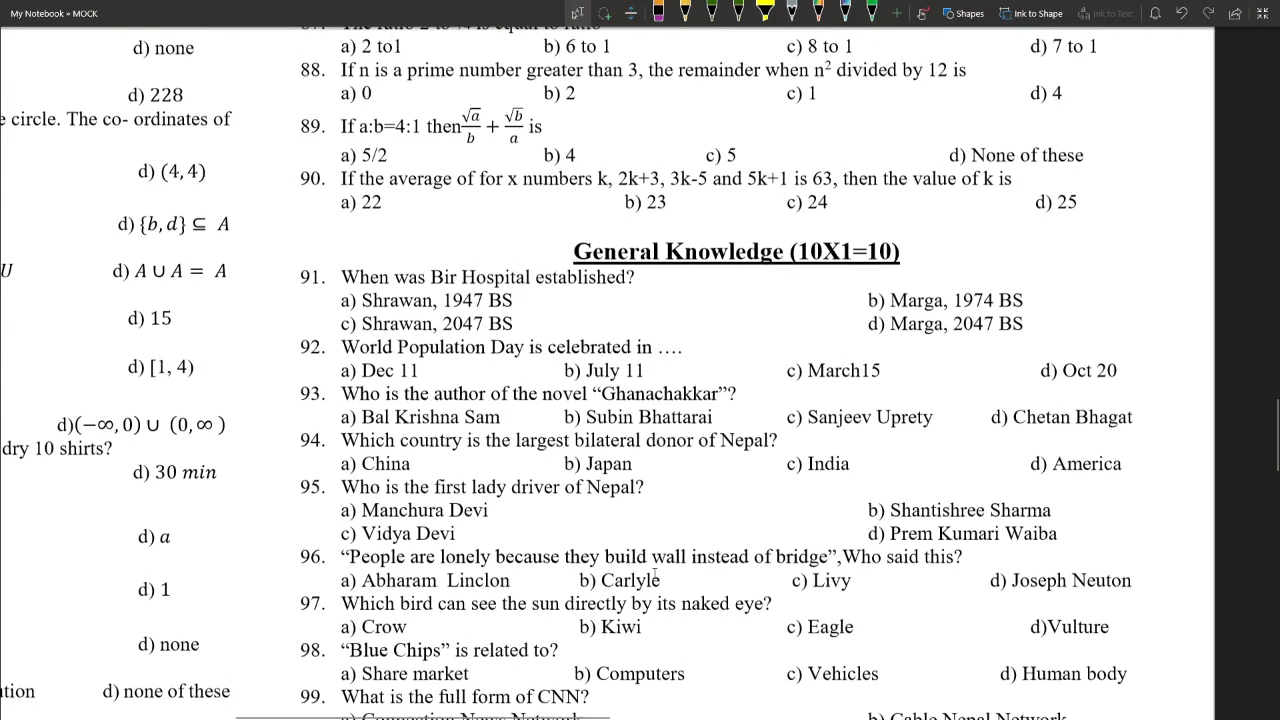 My Notebook » MOCK
Shapes
Ink to Shape
Ink to Text
d) none
d) 228
e circle. The co- ordinates of
d) (4, 4)
d) {b, d} ⊆ A
U d) A ∪ A = A
d) 15
d) [1, 4)
d)(−∞, 0) ∪ (0, ∞ )
dry 10 shirts?
d) 30 min
d) a
d) 1
d) none
tion d) none of these
a) 2 to1 b) 6 to 1 c) 8 to 1 d) 7 to 1
88. If n is a prime number greater than 3, the remainder when n² divided by 12 is
a) 0 b) 2 c) 1 d) 4
89. If a:b=4:1 then √a/b + √b/a is
a) 5/2 b) 4 c) 5 d) None of these
90. If the average of for x numbers k, 2k+3, 3k-5 and 5k+1 is 63, then the value of k is
a) 22 b) 23 c) 24 d) 25
General Knowledge (10X1=10)
91. When was Bir Hospital established?
a) Shrawan, 1947 BS b) Marga, 1974 BS
c) Shrawan, 2047 BS d) Marga, 2047 BS
92. World Population Day is celebrated in ….
a) Dec 11 b) July 11 c) March15 d) Oct 20
93. Who is the author of the novel “Ghanachakkar”?
a) Bal Krishna Sam b) Subin Bhattarai c) Sanjeev Uprety d) Chetan Bhagat
94. Which country is the largest bilateral donor of Nepal?
a) China b) Japan c) India d) America
95. Who is the first lady driver of Nepal?
a) Manchura Devi b) Shantishree Sharma
c) Vidya Devi d) Prem Kumari Waiba
96. “People are lonely because they build wall instead of bridge”,Who said this?
a) Abharam Linclon b) Carlyle c) Livy d) Joseph Neuton
97. Which bird can see the sun directly by its naked eye?
a) Crow b) Kiwi c) Eagle d)Vulture
98. “Blue Chips” is related to?
a) Share market b) Computers c) Vehicles d) Human body
99. What is the full form of CNN?